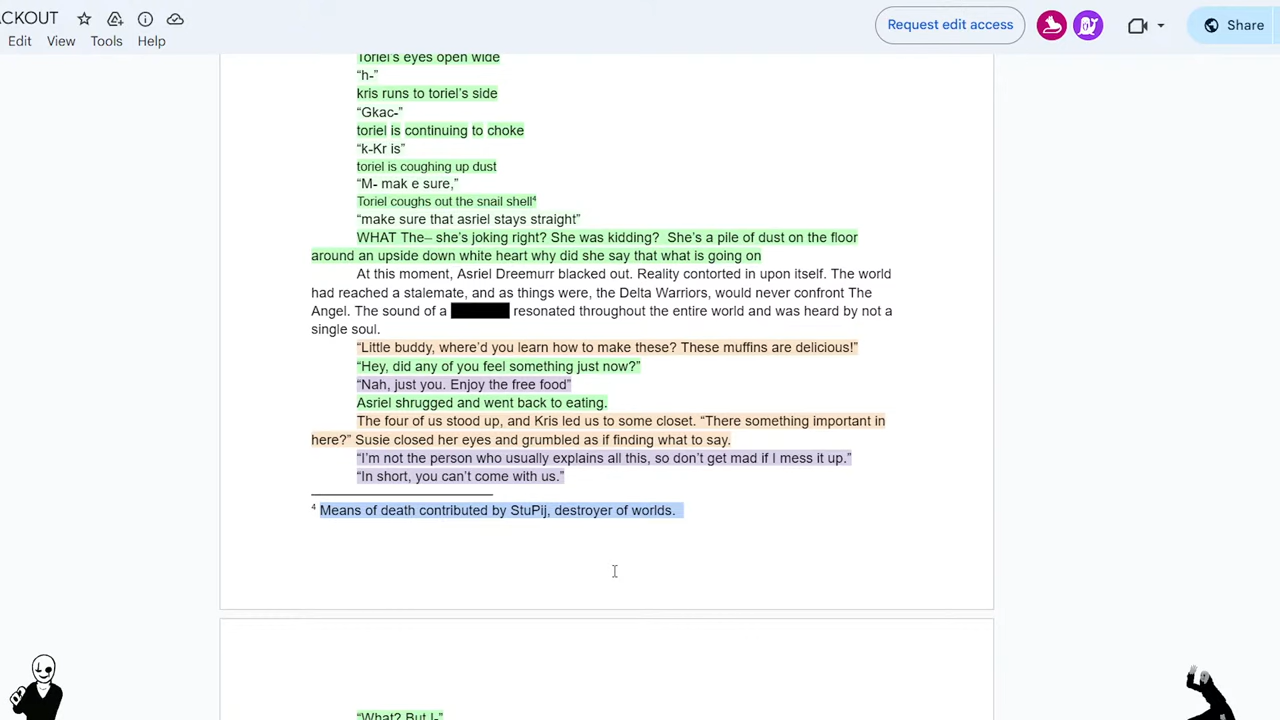 CKOUT
Edit View Tools Help
Request edit access
Share
Toriel's eyes open wide
“h-”
kris runs to toriel's side
“Gkac-”
toriel is continuing to choke
“k-Kr is”
toriel is coughing up dust
“M- mak e sure,”
Toriel coughs out the snail shell⁴
“make sure that asriel stays straight”
WHAT The– she's joking right? She was kidding? She's a pile of dust on the floor
around an upside down white heart why did she say that what is going on
At this moment, Asriel Dreemurr blacked out. Reality contorted in upon itself. The world
had reached a stalemate, and as things were, the Delta Warriors, would never confront The
Angel. The sound of a resonated throughout the entire world and was heard by not a
single soul.
“Little buddy, where'd you learn how to make these? These muffins are delicious!”
“Hey, did any of you feel something just now?”
“Nah, just you. Enjoy the free food”
Asriel shrugged and went back to eating.
The four of us stood up, and Kris led us to some closet. “There something important in
here?” Susie closed her eyes and grumbled as if finding what to say.
“I'm not the person who usually explains all this, so don't get mad if I mess it up.”
“In short, you can't come with us.”
⁴ Means of death contributed by StuPij, destroyer of worlds.
“What? But I-”